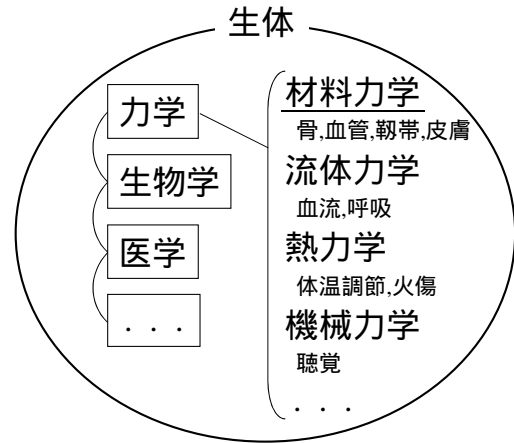 生体
力学
生物学
医学
. . .
材料力学
骨,血管,靱帯,皮膚
流体力学
血流,呼吸
熱力学
体温調節,火傷
機械力学
聴覚
. . .